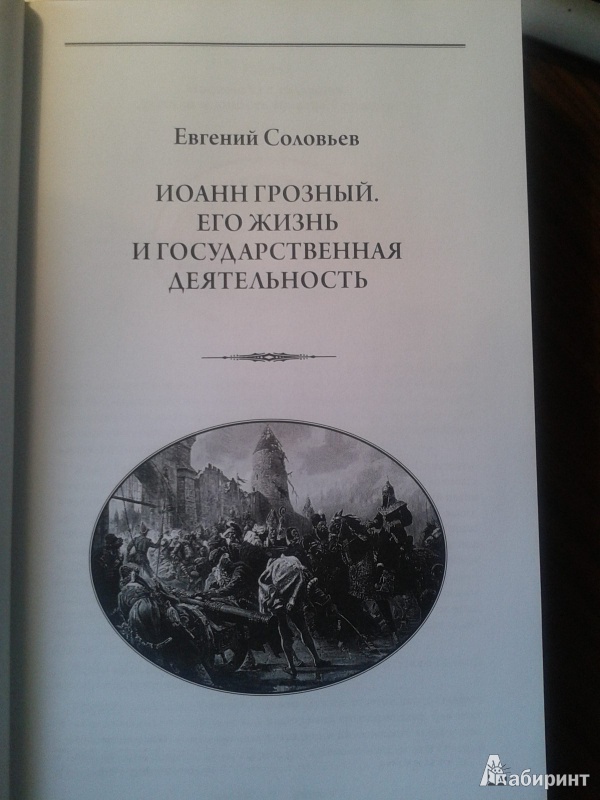 Евгений Соловьев
ИОАНН ГРОЗНЫЙ.
ЕГО ЖИЗНЬ
И ГОСУДАРСТВЕННАЯ
ДЕЯТЕЛЬНОСТЬ
Лабиринт